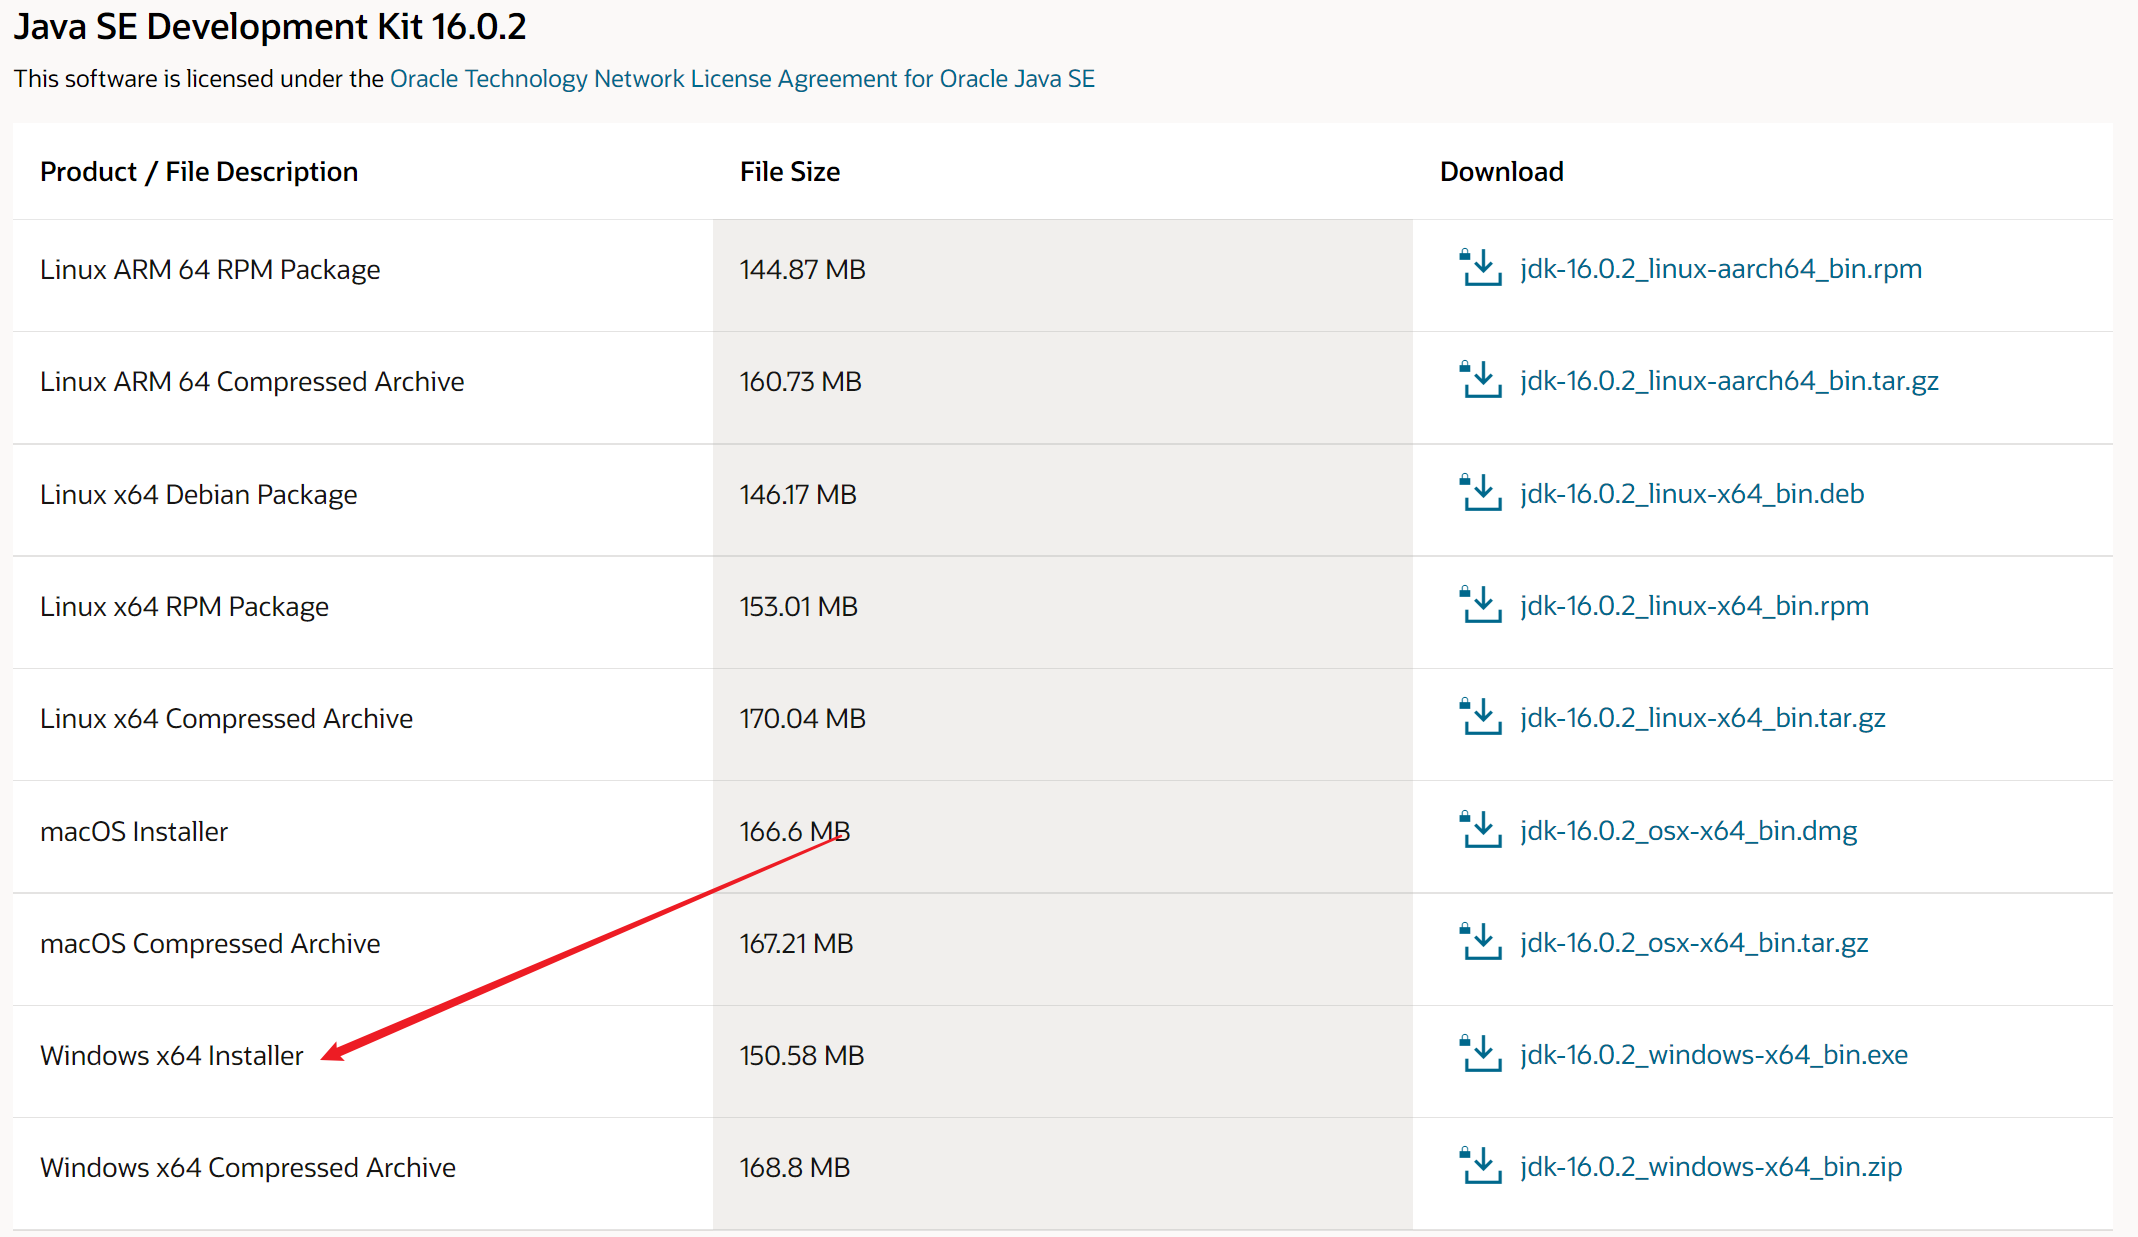 Java SE Development Kit 16.0.2
This software is licensed under the Oracle Technology Network License Agreement for Oracle Java SE
Product / File Description File Size Download
Linux ARM 64 RPM Package 144.87 MB jdk-16.0.2_linux-aarch64_bin.rpm
Linux ARM 64 Compressed Archive 160.73 MB jdk-16.0.2_linux-aarch64_bin.tar.gz
Linux x64 Debian Package 146.17 MB jdk-16.0.2_linux-x64_bin.deb
Linux x64 RPM Package 153.01 MB jdk-16.0.2_linux-x64_bin.rpm
Linux x64 Compressed Archive 170.04 MB jdk-16.0.2_linux-x64_bin.tar.gz
macOS Installer 166.6 MB jdk-16.0.2_osx-x64_bin.dmg
macOS Compressed Archive 167.21 MB jdk-16.0.2_osx-x64_bin.tar.gz
Windows x64 Installer 150.58 MB jdk-16.0.2_windows-x64_bin.exe
Windows x64 Compressed Archive 168.8 MB jdk-16.0.2_windows-x64_bin.zip